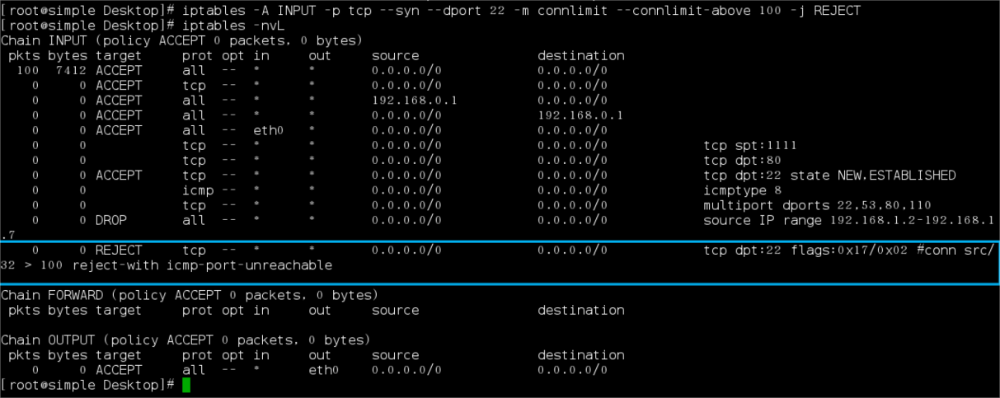 [root@simple Desktop]# iptables -A INPUT -p tcp --syn --dport 22 -m connlimit --connlimit-above 100 -j REJECT
[root@simple Desktop]# iptables -nvL
Chain INPUT (policy ACCEPT 0 packets, 0 bytes)
pkts bytes target prot opt in out source destination
100 7412 ACCEPT all -- * * 0.0.0.0/0 0.0.0.0/0
0 0 ACCEPT tcp -- * * 0.0.0.0/0 0.0.0.0/0
0 0 ACCEPT all -- * * 192.168.0.1 0.0.0.0/0
0 0 ACCEPT all -- * * 0.0.0.0/0 192.168.0.1
0 0 ACCEPT all -- eth0 * 0.0.0.0/0 0.0.0.0/0
0 0 tcp -- * * 0.0.0.0/0 0.0.0.0/0 tcp spt:1111
0 0 tcp -- * * 0.0.0.0/0 0.0.0.0/0 tcp dpt:80
0 0 ACCEPT tcp -- * * 0.0.0.0/0 0.0.0.0/0 tcp dpt:22 state NEW,ESTABLISHED
0 0 icmp -- * * 0.0.0.0/0 0.0.0.0/0 icmptype 8
0 0 tcp -- * * 0.0.0.0/0 0.0.0.0/0 multiport dports 22,53,80,110
0 0 DROP all -- * * 0.0.0.0/0 0.0.0.0/0 source IP range 192.168.1.2-192.168.1
.7
0 0 REJECT tcp -- * * 0.0.0.0/0 0.0.0.0/0 tcp dpt:22 flags:0x17/0x02 #conn src/
32 > 100 reject-with icmp-port-unreachable
Chain FORWARD (policy ACCEPT 0 packets, 0 bytes)
pkts bytes target prot opt in out source destination
Chain OUTPUT (policy ACCEPT 0 packets, 0 bytes)
pkts bytes target prot opt in out source destination
0 0 ACCEPT all -- * eth0 0.0.0.0/0 0.0.0.0/0
[root@simple Desktop]#